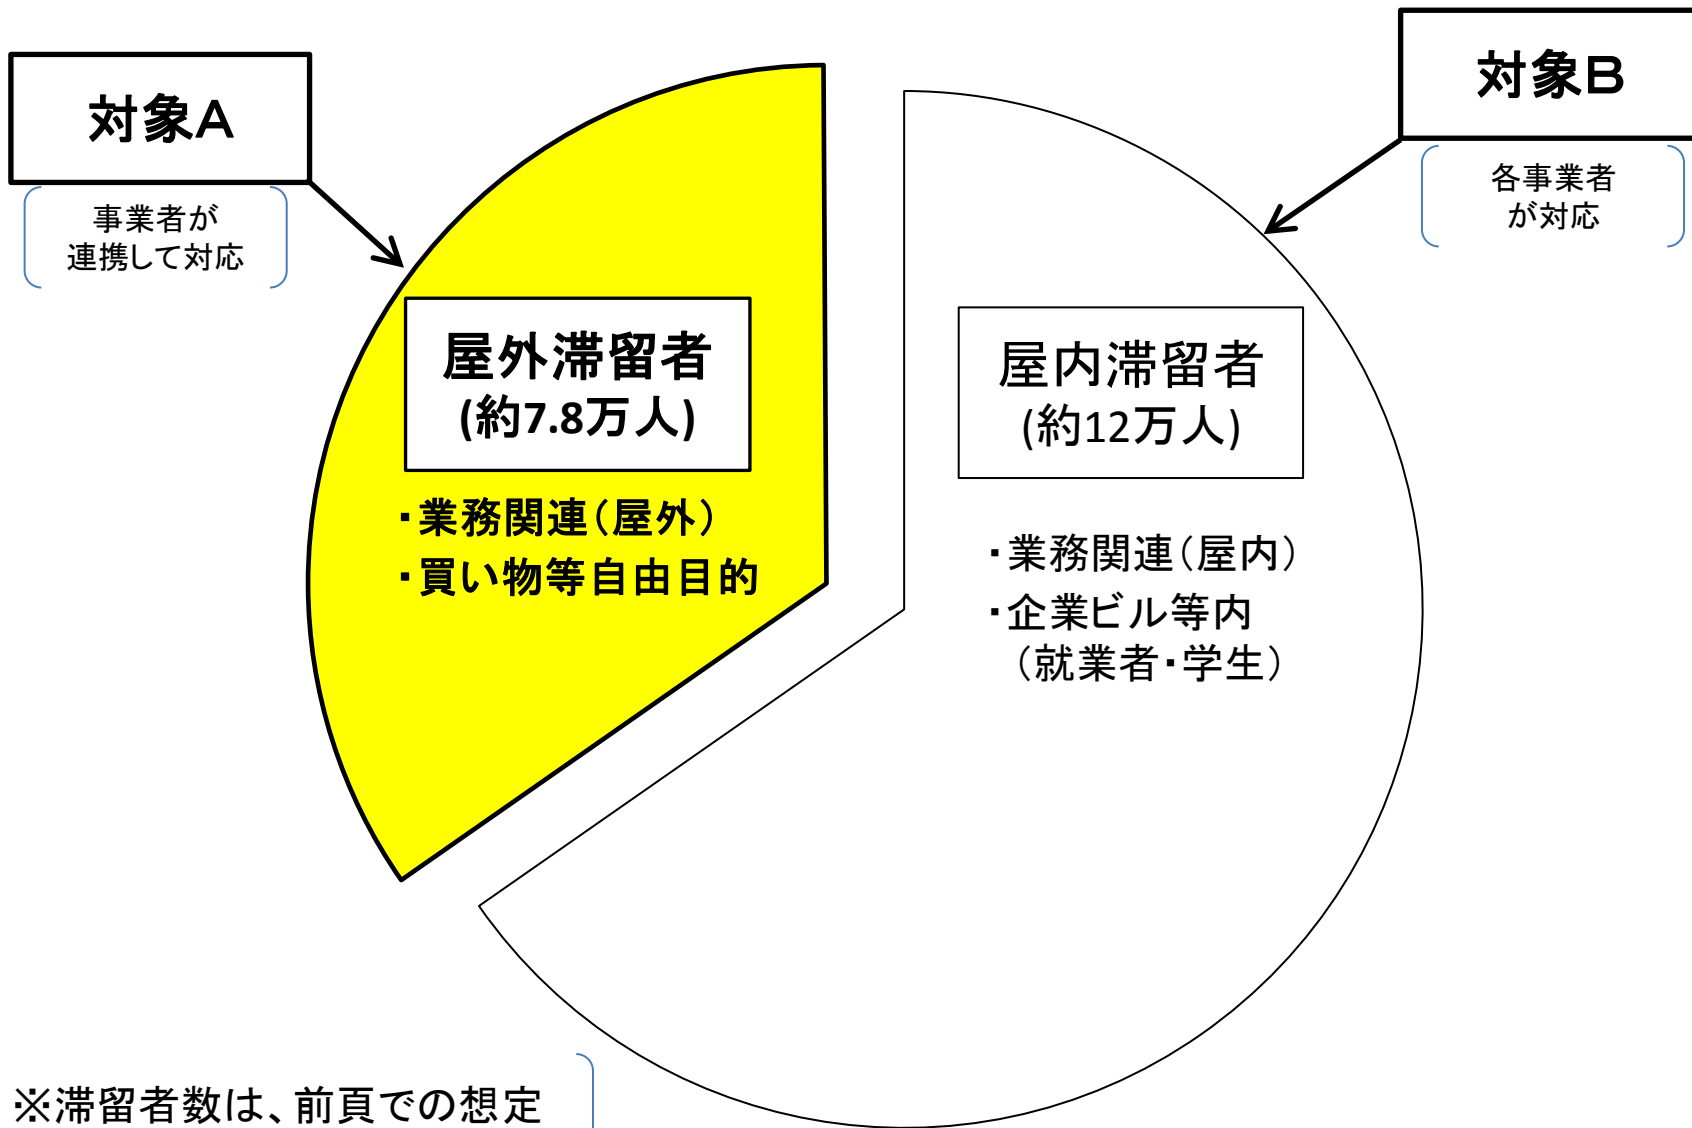 対象A
事業者が
連携して対応
対象B
各事業者
が対応
屋外滞留者
(約7.8万人)
・業務関連（屋外）
・買い物等自由目的
屋内滞留者
(約12万人)
・業務関連（屋内）
・企業ビル等内
（就業者・学生）
※滞留者数は、前頁での想定